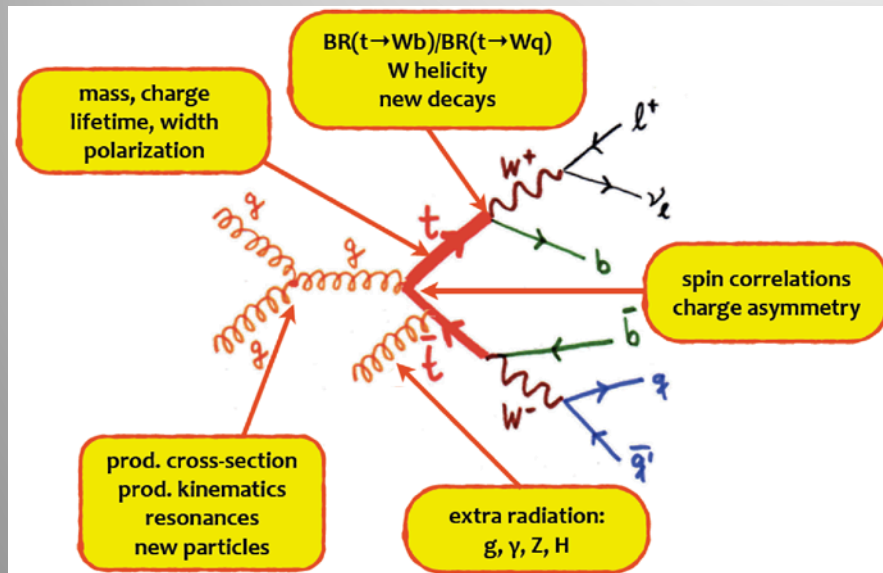 BR(t→Wb)/BR(t→Wq)
W helicity
new decays
mass, charge
lifetime, width
polarization
l+
W+
νl
g
t
g
b
spin correlations
charge asymmetry
g
t̄
b̄
q
W-
q̄'
prod. cross-section
prod. kinematics
resonances
new particles
extra radiation:
g, γ, Z, H